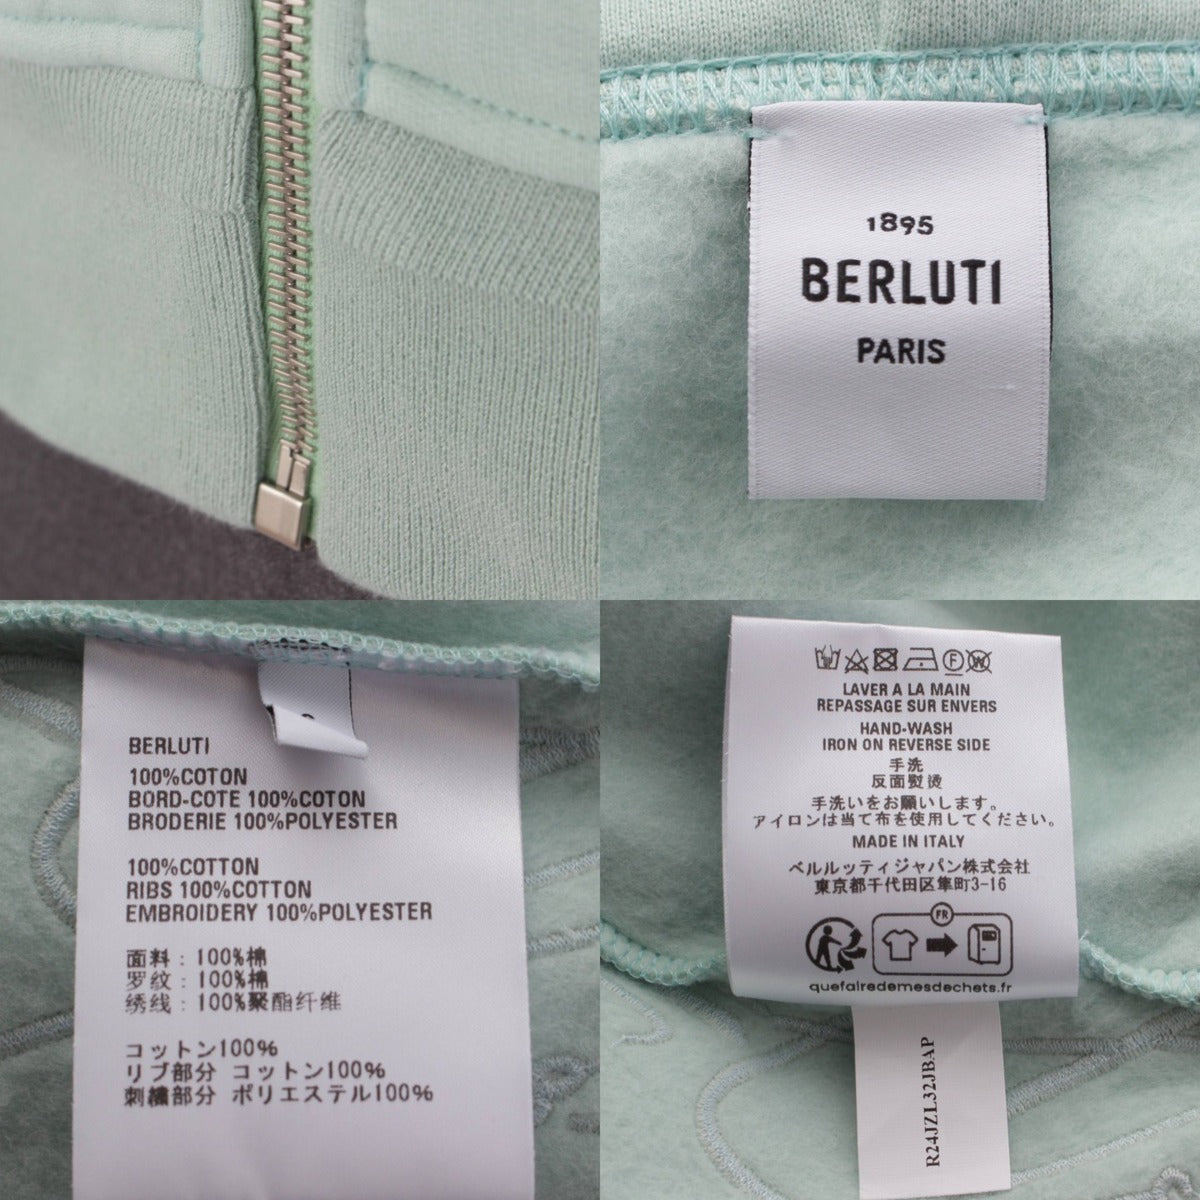 1895
BERLUTI
PARIS
BERLUTI
100%COTON
BORD-COTE 100%COTON
BRODERIE 100%POLYESTER
100%COTTON
RIBS 100%COTTON
EMBROIDERY 100%POLYESTER
面料：100%棉
罗纹：100%棉
绣线：100%聚酯纤维
コットン100%
リブ部分 コットン100%
刺繍部分 ポリエステル100%
LAVER A LA MAIN
REPASSAGE SUR ENVERS
HAND-WASH
IRON ON REVERSE SIDE
手洗
反面熨烫
手洗いをお願いします。
アイロンは当て布を使用してください。
MADE IN ITALY
ベルルッティジャパン株式会社
東京都千代田区隼町3-16
FR
quefairedemesdechets.fr
R24JZL32JBAP